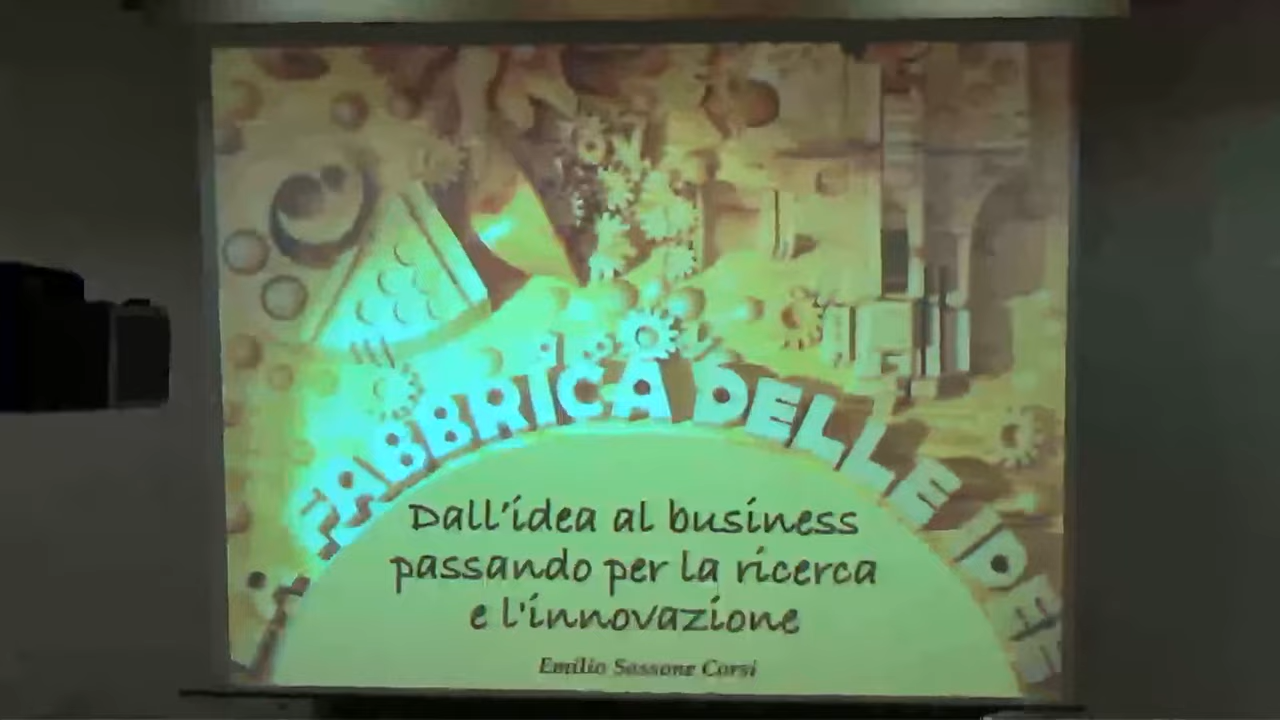 FABBRICA DELLE IDEE
Dall'idea al business
passando per la ricerca
e l'innovazione
Emilio Sassone Corsi